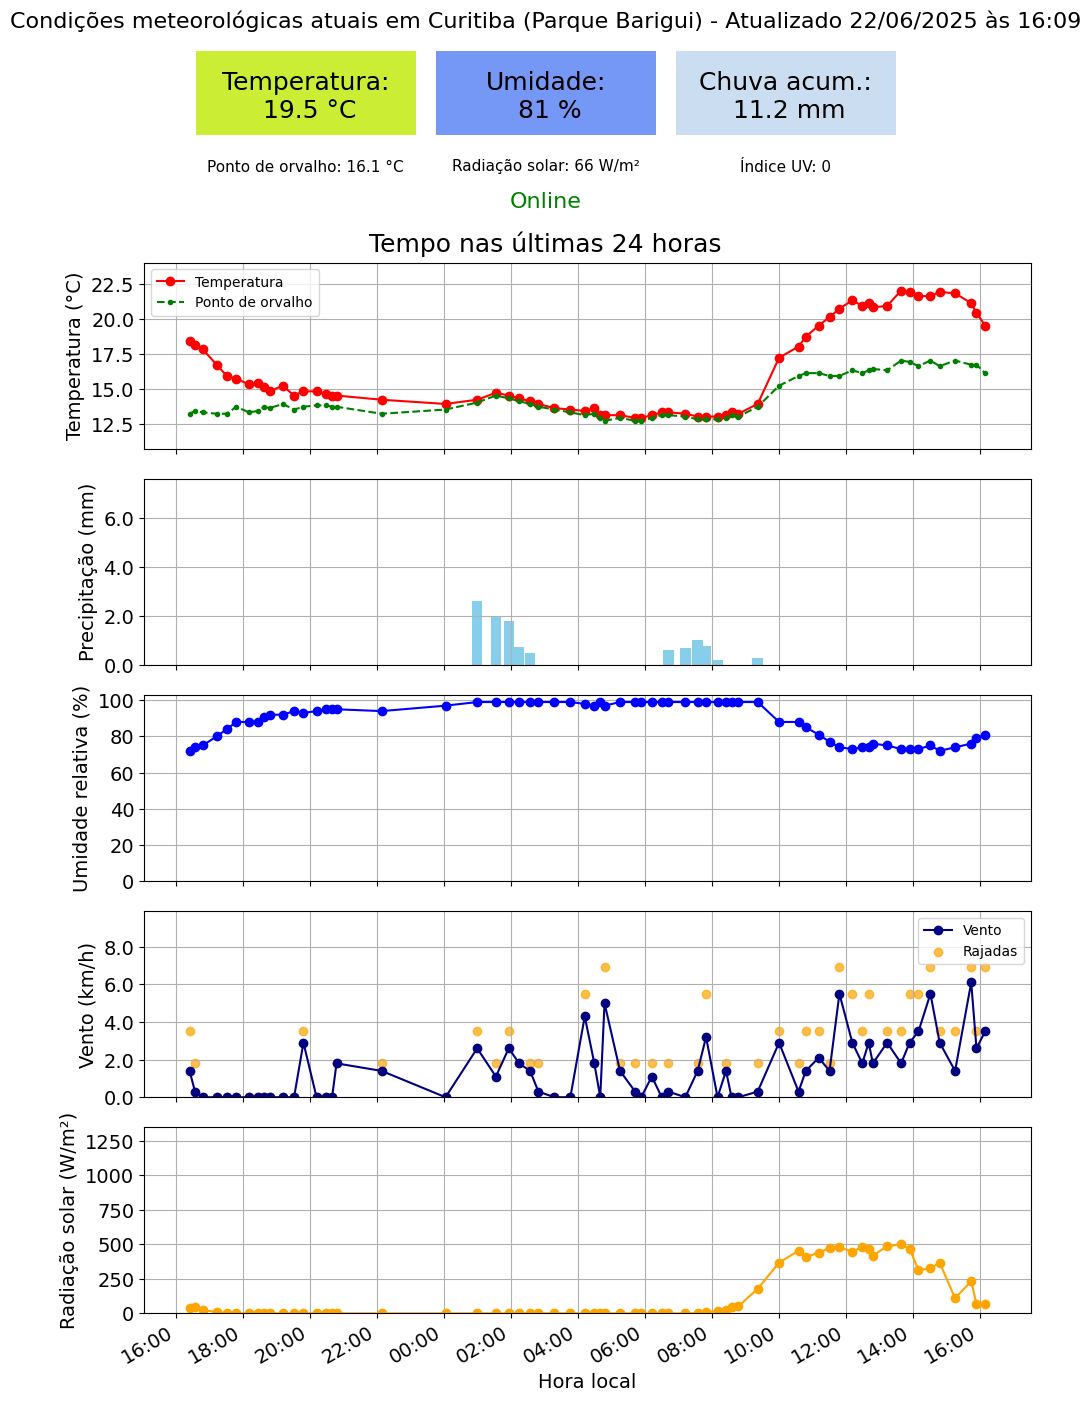 Condições meteorológicas atuais em Curitiba (Parque Barigui) - Atualizado 22/06/2025 às 16:09
Temperatura:
19.5 °C
Umidade:
81 %
Chuva acum.:
11.2 mm
Ponto de orvalho: 16.1 °C
Radiação solar: 66 W/m²
Índice UV: 0
Online
Tempo nas últimas 24 horas
Temperatura (°C)
22.5
20.0
17.5
15.0
12.5
Temperatura
Ponto de orvalho
Precipitação (mm)
6.0
4.0
2.0
0.0
Umidade relativa (%)
100
80
60
40
20
0
Vento (km/h)
8.0
6.0
4.0
2.0
0.0
Vento
Rajadas
Radiação solar (W/m²)
1250
1000
750
500
250
0
16:00
18:00
20:00
22:00
00:00
02:00
04:00
06:00
08:00
10:00
12:00
14:00
16:00
Hora local